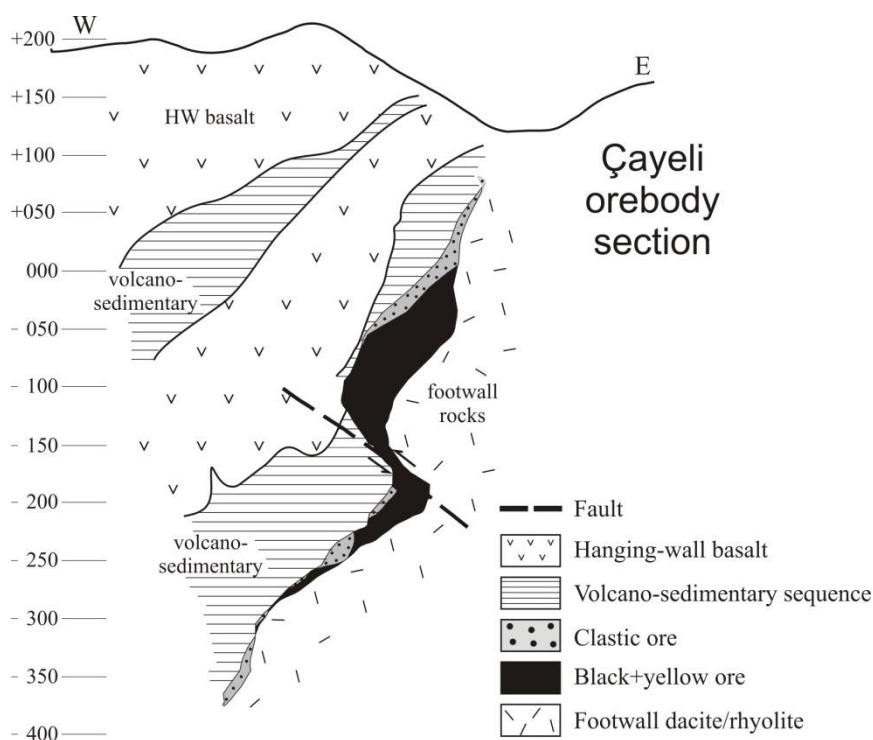 W
E
+200
+150
+100
+050
000
050
- 100
- 150
- 200
- 250
- 300
- 350
- 400
HW basalt
volcano-
sedimentary
footwall
rocks
volcano-
sedimentary
Çayeli
orebody
section
Fault
Hanging-wall basalt
Volcano-sedimentary sequence
Clastic ore
Black+yellow ore
Footwall dacite/rhyolite